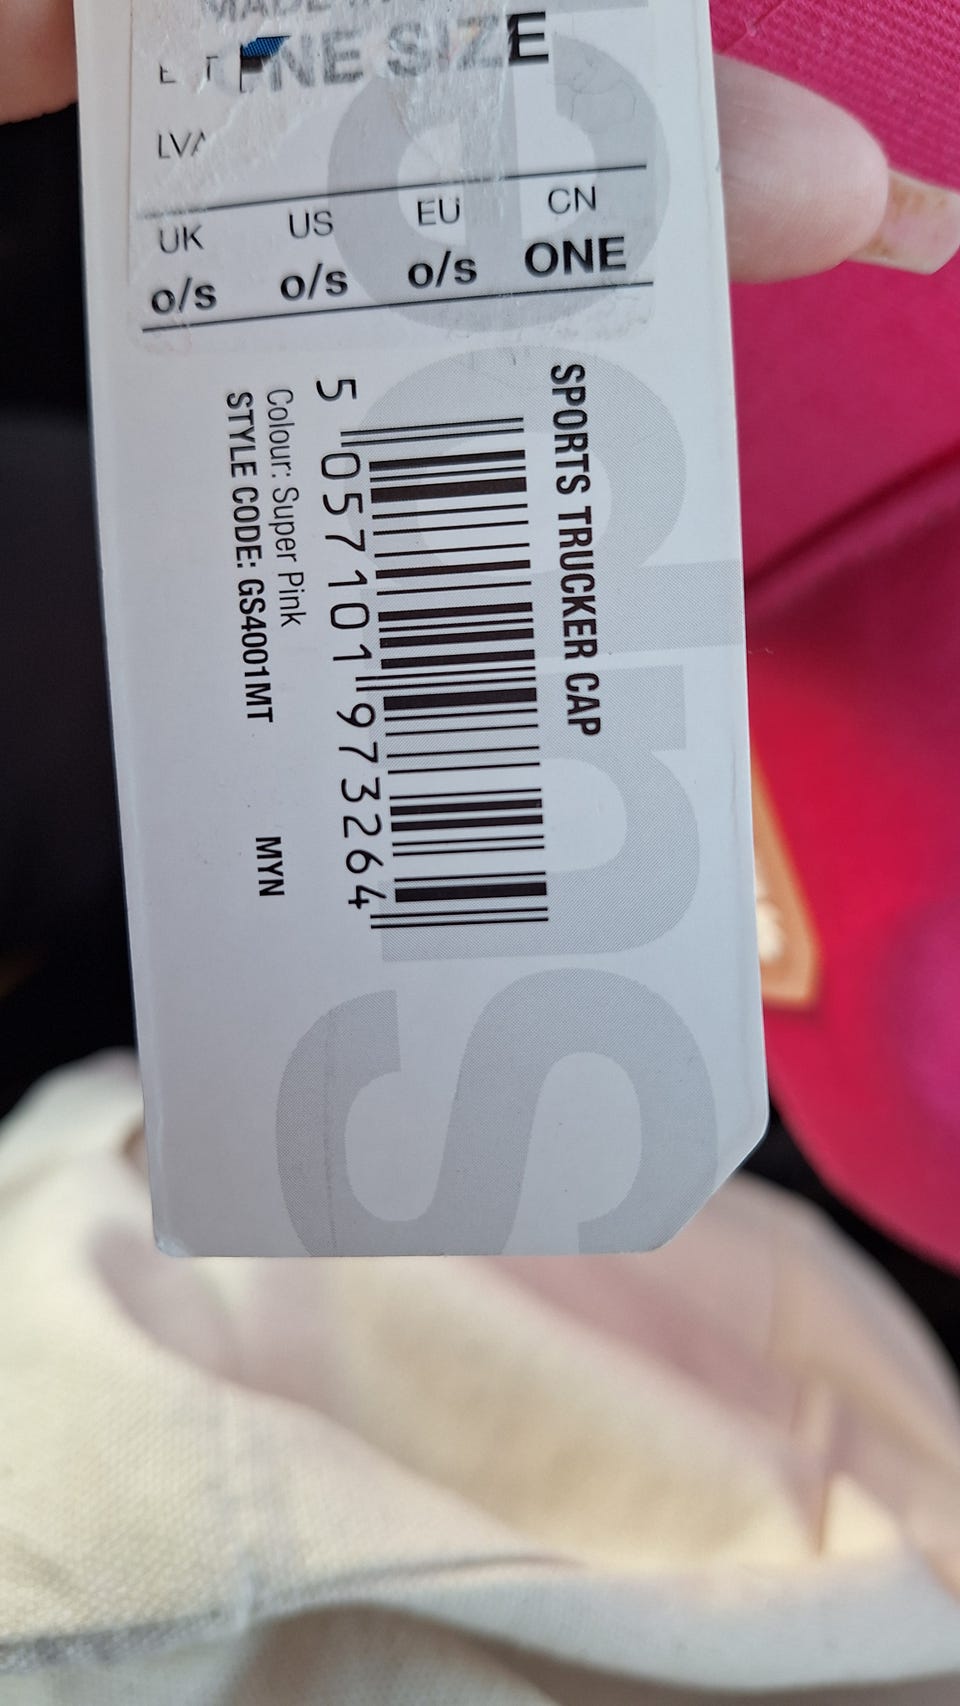 ONE SIZE
UK US EU CN
o/s o/s o/s ONE
SPORTS TRUCKER CAP
5 057101 973264
Colour: Super Pink
STYLE CODE: GS4001MT MYN